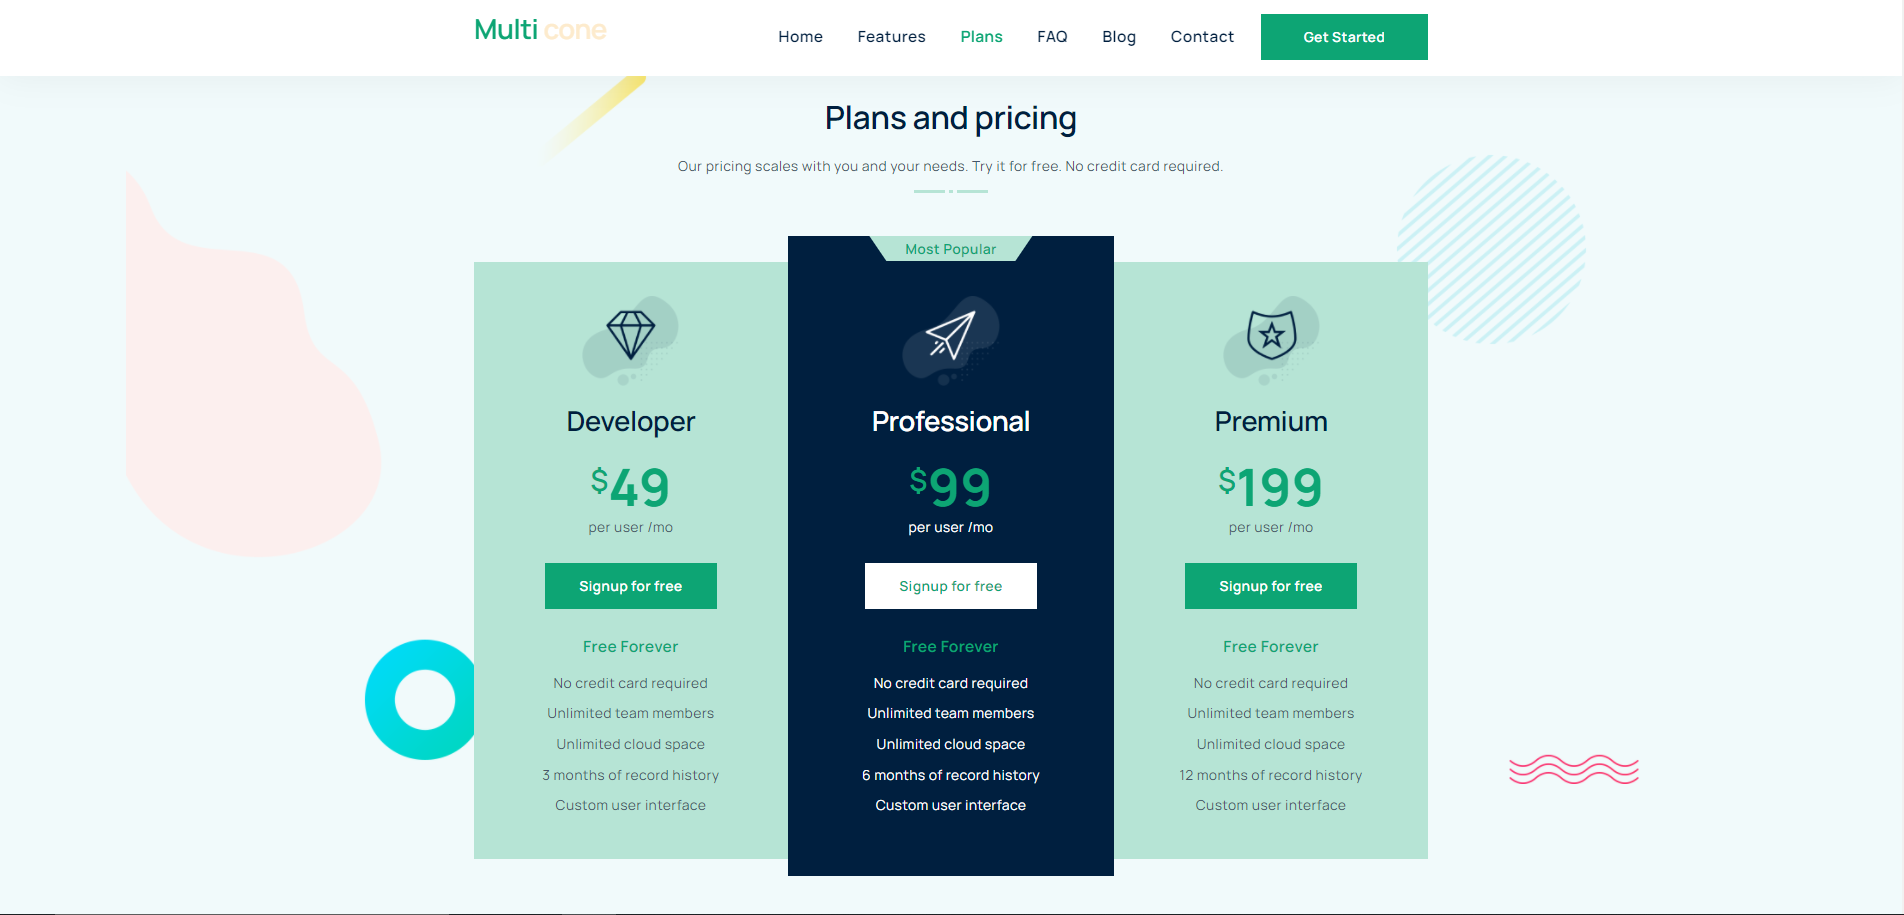 Multi cone
Home Features Plans FAQ Blog Contact Get Started
Plans and pricing
Our pricing scales with you and your needs. Try it for free. No credit card required.
Developer
$49
per user /mo
Signup for free
Free Forever
No credit card required
Unlimited team members
Unlimited cloud space
3 months of record history
Custom user interface
Most Popular
Professional
$99
per user /mo
Signup for free
Free Forever
No credit card required
Unlimited team members
Unlimited cloud space
6 months of record history
Custom user interface
Premium
$199
per user /mo
Signup for free
Free Forever
No credit card required
Unlimited team members
Unlimited cloud space
12 months of record history
Custom user interface